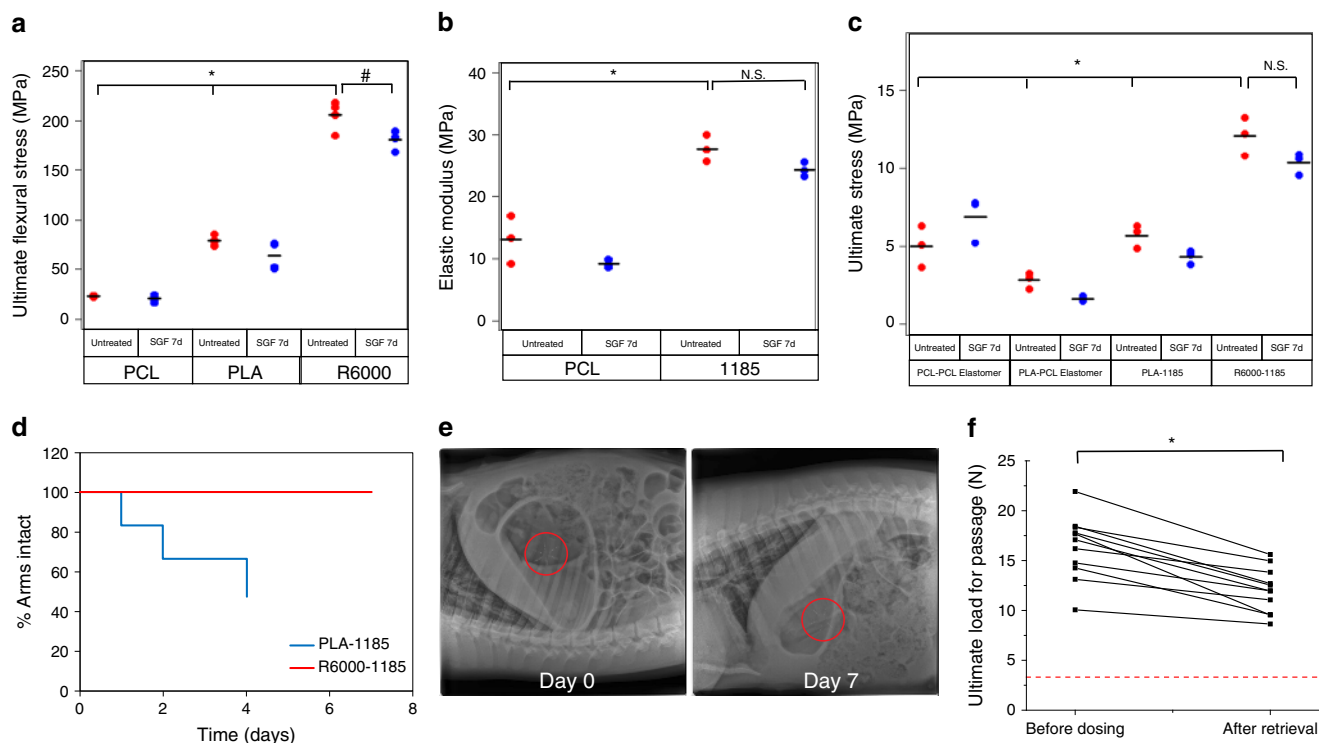 a
Ultimate flexural stress (MPa)
250
200
150
100
50
0
*
#
Untreated SGF 7d Untreated SGF 7d Untreated SGF 7d
PCL PLA R6000
b
Elastic modulus (MPa)
40
30
20
10
0
*
N.S.
Untreated SGF 7d Untreated SGF 7d
PCL 1185
c
Ultimate stress (MPa)
15
10
5
0
*
N.S.
Untreated SGF 7d Untreated SGF 7d Untreated SGF 7d Untreated SGF 7d
PCL-PCL Elastomer PLA-PCL Elastomer PLA-1185 R6000-1185
d
% Arms intact
120
100
80
60
40
20
0
PLA-1185
R6000-1185
0 2 4 6 8
Time (days)
e
Day 0
Day 7
f
Ultimate load for passage (N)
25
20
15
10
5
0
*
Before dosing After retrieval